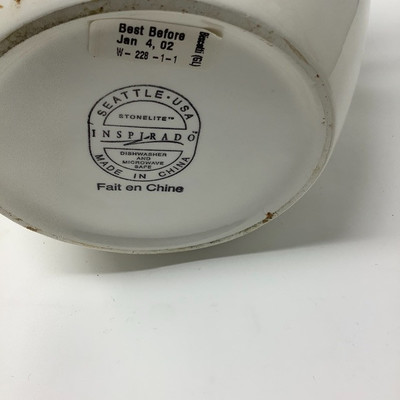 Best Before
Jan 4, 02
W- 228 -1-1
SEATTLE · USA
STONELITE™
INSPIRADO
DISHWASHER
AND
MICROWAVE
SAFE
MADE IN CHINA
Fait en Chine